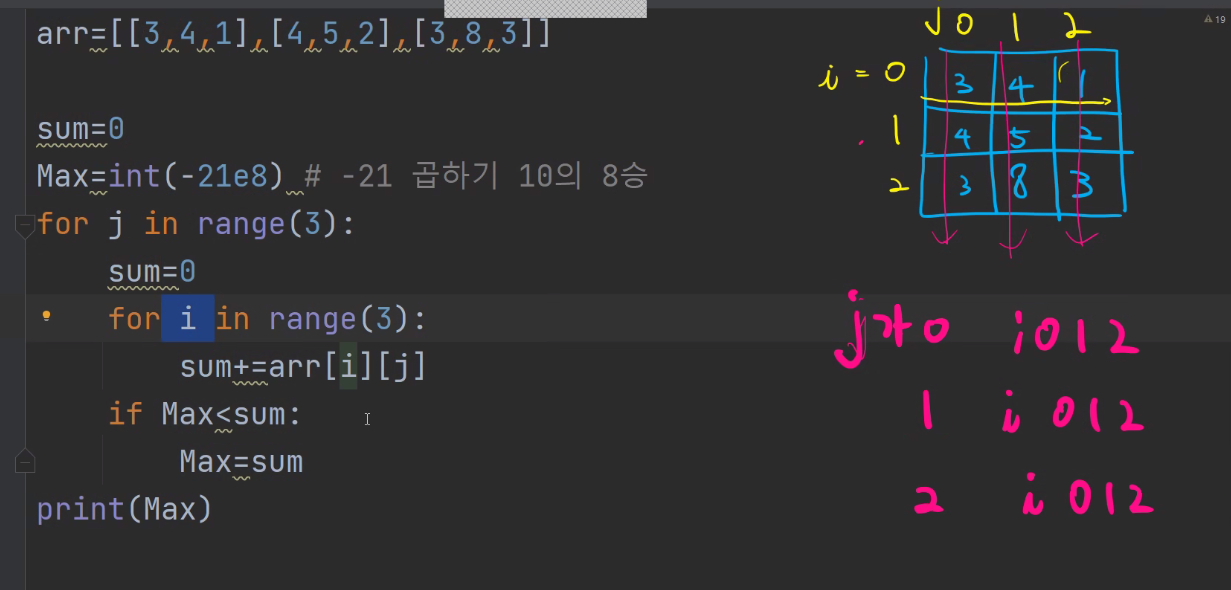 arr=[[3,4,1],[4,5,2],[3,8,3]]
sum=0
Max=int(-21e8) # -21 곱하기 10의 8승
for j in range(3):
    sum=0
    for i in range(3):
        sum+=arr[i][j]
    if Max<sum:
        Max=sum
print(Max)
19
j 0 1 2
i = 0 3 4 1
1 4 5 2
2 3 8 3
j가 0 i 0 1 2
1 i 0 1 2
2 i 0 1 2